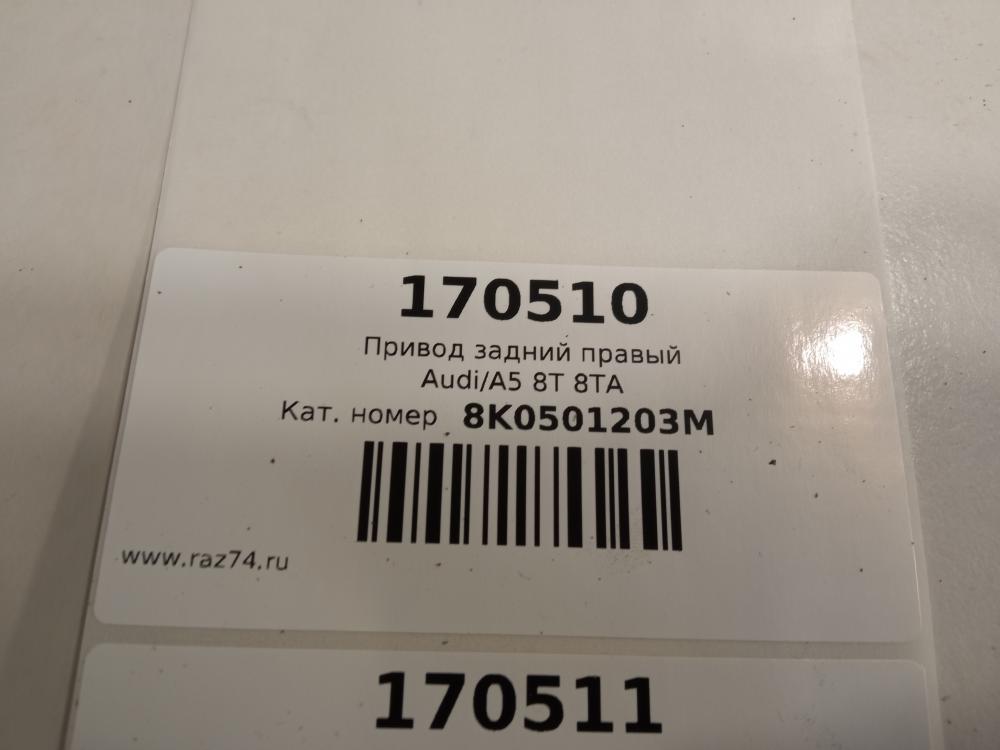 170510
Привод задний правый
Audi/A5 8T 8TA
Кат. номер 8K0501203M
www.raz74.ru
170511